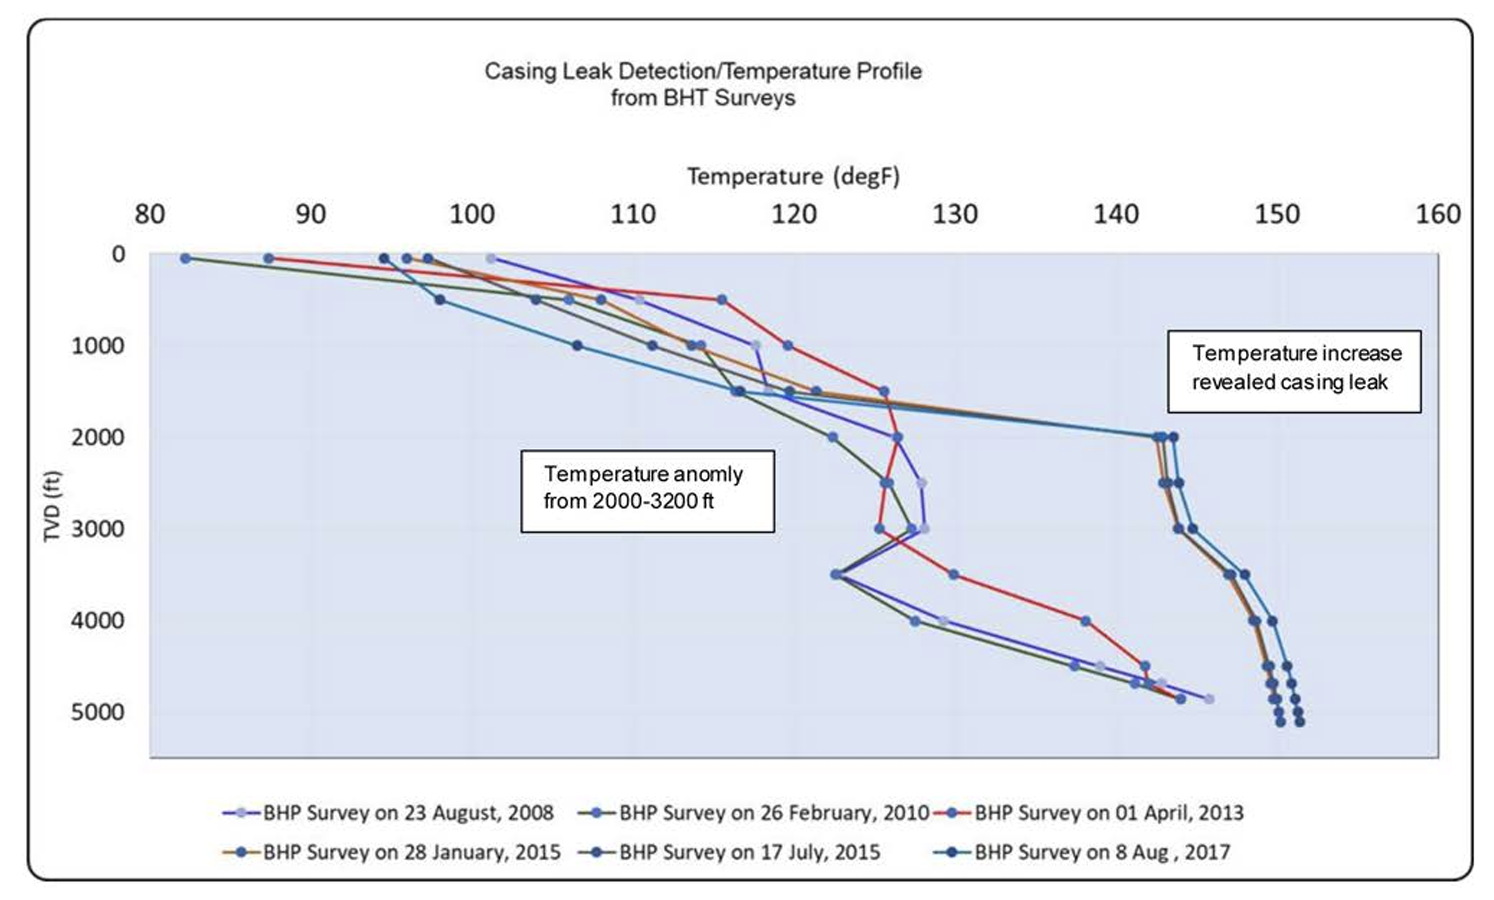 Casing Leak Detection/Temperature Profile
from BHT Surveys
Temperature (degF)
80 90 100 110 120 130 140 150 160
0
1000
2000
3000
4000
5000
TVD (ft)
Temperature increase
revealed casing leak
Temperature anomly
from 2000-3200 ft
BHP Survey on 23 August, 2008 BHP Survey on 26 February, 2010 BHP Survey on 01 April, 2013
BHP Survey on 28 January, 2015 BHP Survey on 17 July, 2015 BHP Survey on 8 Aug , 2017